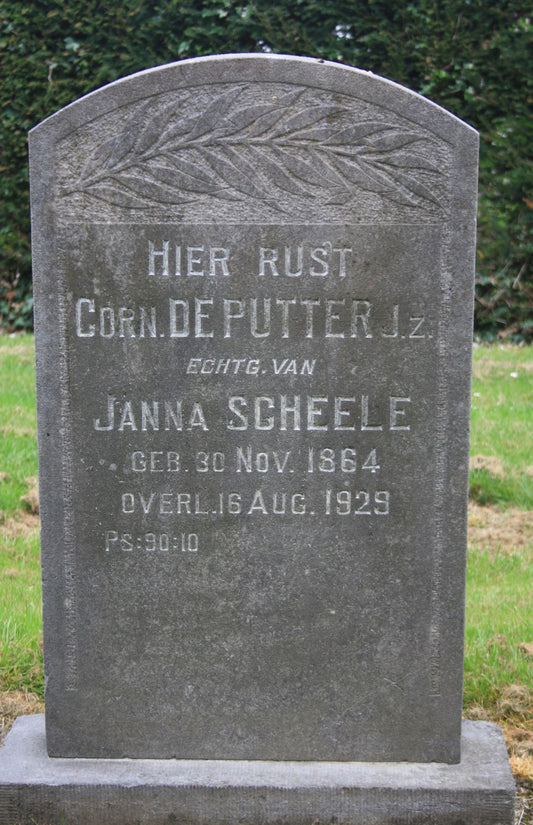 HIER RUST
CORN. DE PUTTER J.Z.
ECHTG. VAN
JANNA SCHEELE
GEB. 30 NOV. 1864
OVERL. 16 AUG. 1929
PS: 90: 10